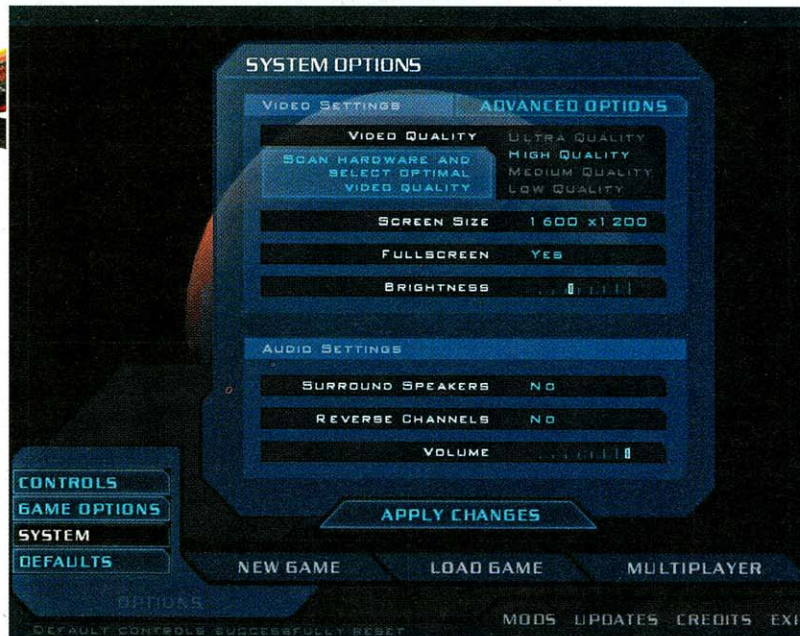 SYSTEM OPTIONS
VIDEO SETTINGS ADVANCED OPTIONS
VIDEO QUALITY
ULTRA QUALITY
HIGH QUALITY
MEDIUM QUALITY
LOW QUALITY
SCAN HARDWARE AND
SELECT OPTIMAL
VIDEO QUALITY
SCREEN SIZE 1600 x1200
FULLSCREEN YES
BRIGHTNESS
AUDIO SETTINGS
SURROUND SPEAKERS NO
REVERSE CHANNELS NO
VOLUME
APPLY CHANGES
CONTROLS
GAME OPTIONS
SYSTEM
DEFAULTS
NEW GAME LOAD GAME MULTIPLAYER
OPTIONS
MODS UPDATES CREDITS EXI
DEFAULT CONTROLS SUCCESSFULLY RESET